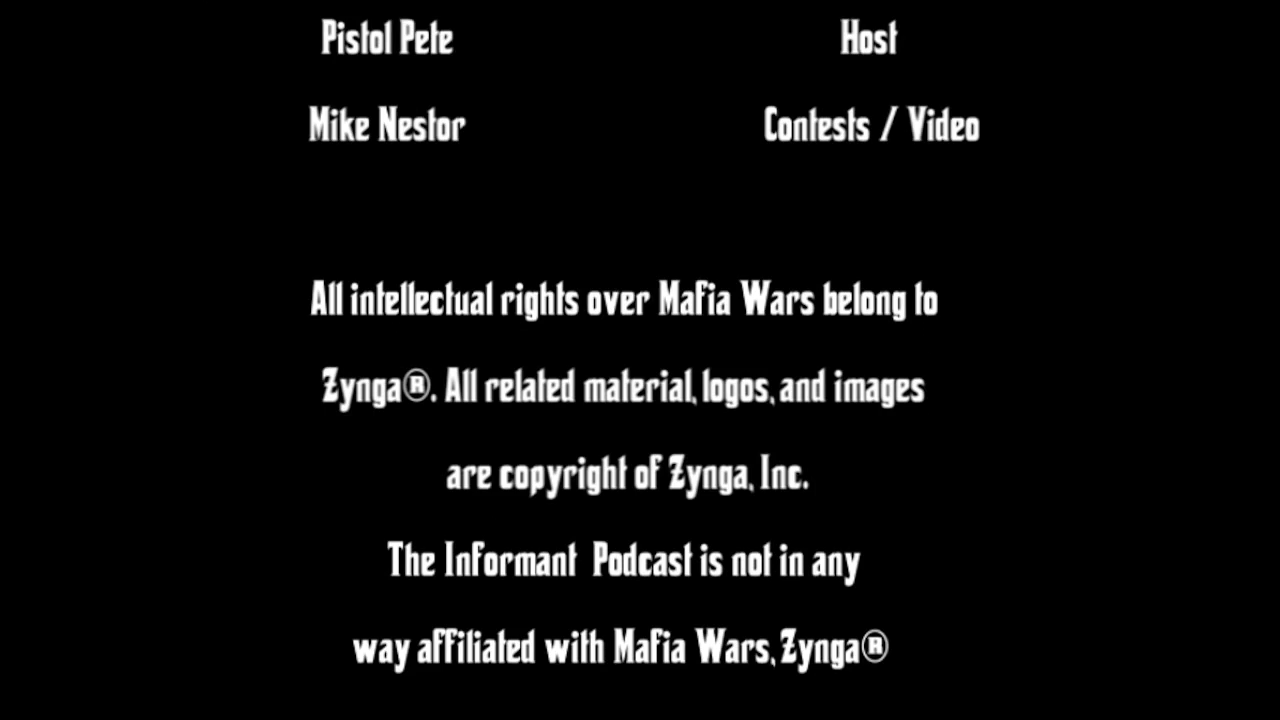 Pistol Pete Host
Mike Nestor Contests / Video
All intellectual rights over Mafia Wars belong to
Zynga®. All related material, logos, and images
are copyright of Zynga, Inc.
The Informant Podcast is not in any
way affiliated with Mafia Wars, Zynga®